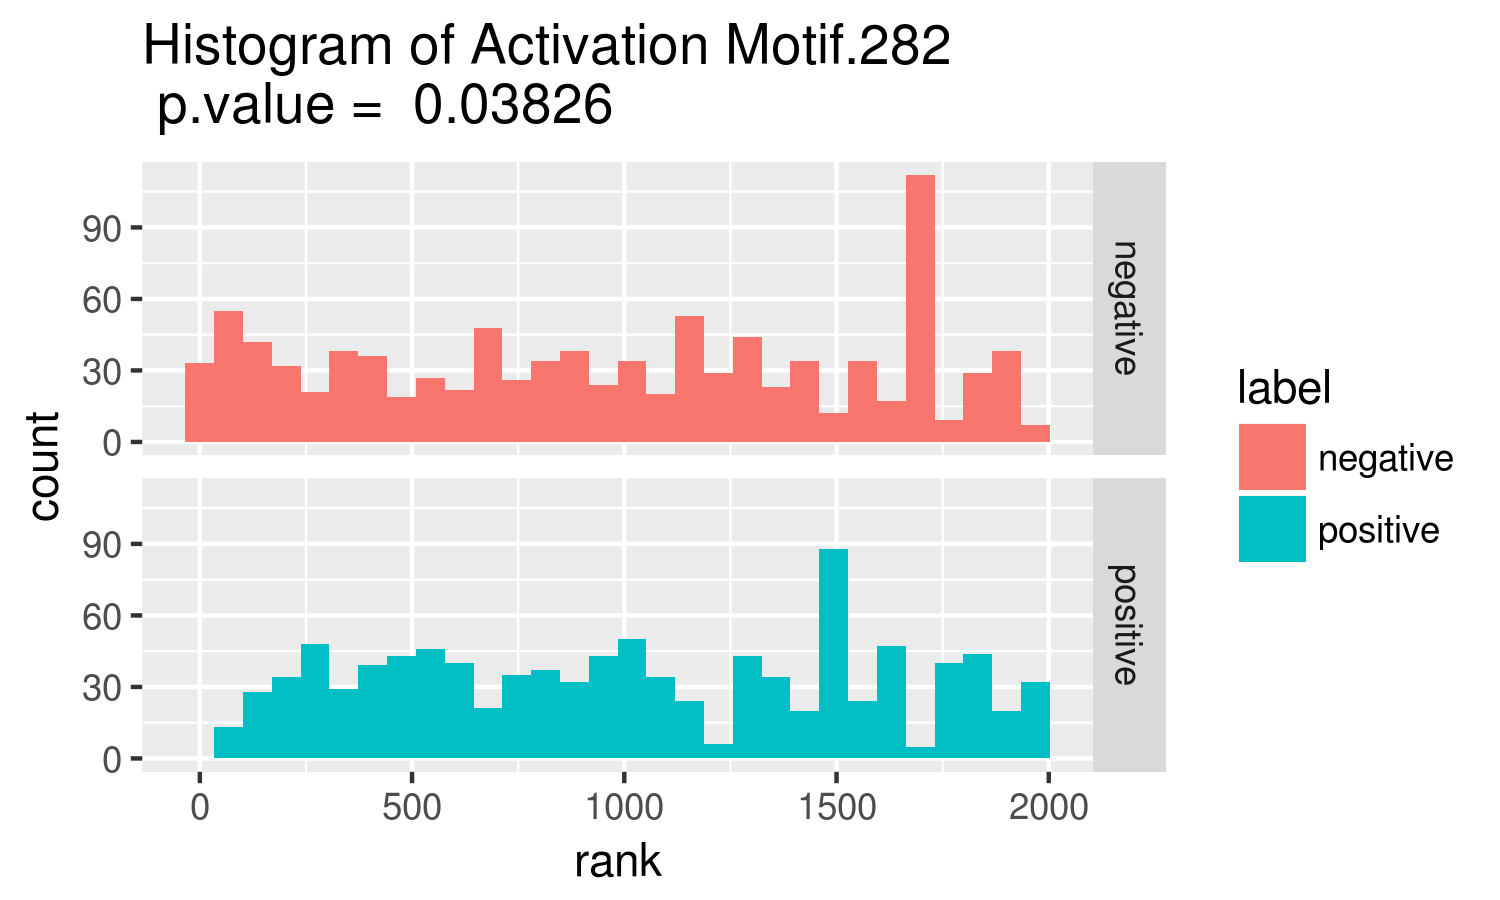 Histogram of Activation Motif.282
p.value = 0.03826
count
90
60
30
0
negative
90
60
30
0
positive
0 500 1000 1500 2000
rank
label
negative
positive